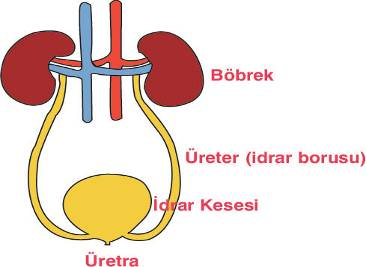 Böbrek
Üreter (idrar borusu)
İdrar Kesesi
Üretra